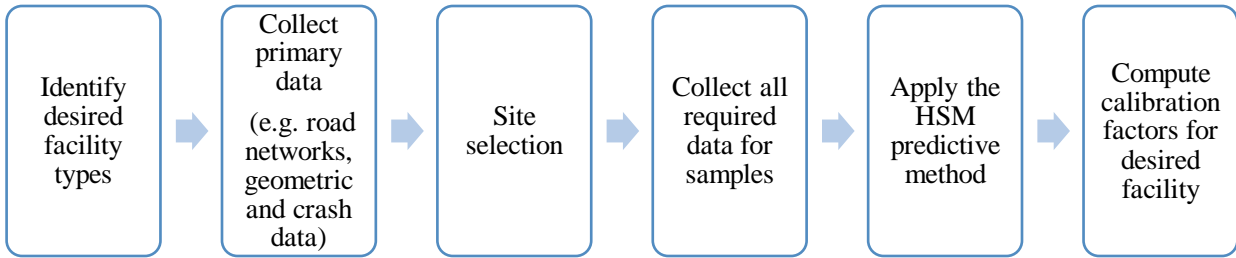 Identify
desired
facility
types
Collect
primary
data
(e.g. road
networks,
geometric
and crash
data)
Site
selection
Collect all
required
data for
samples
Apply the
HSM
predictive
method
Compute
calibration
factors for
desired
facility